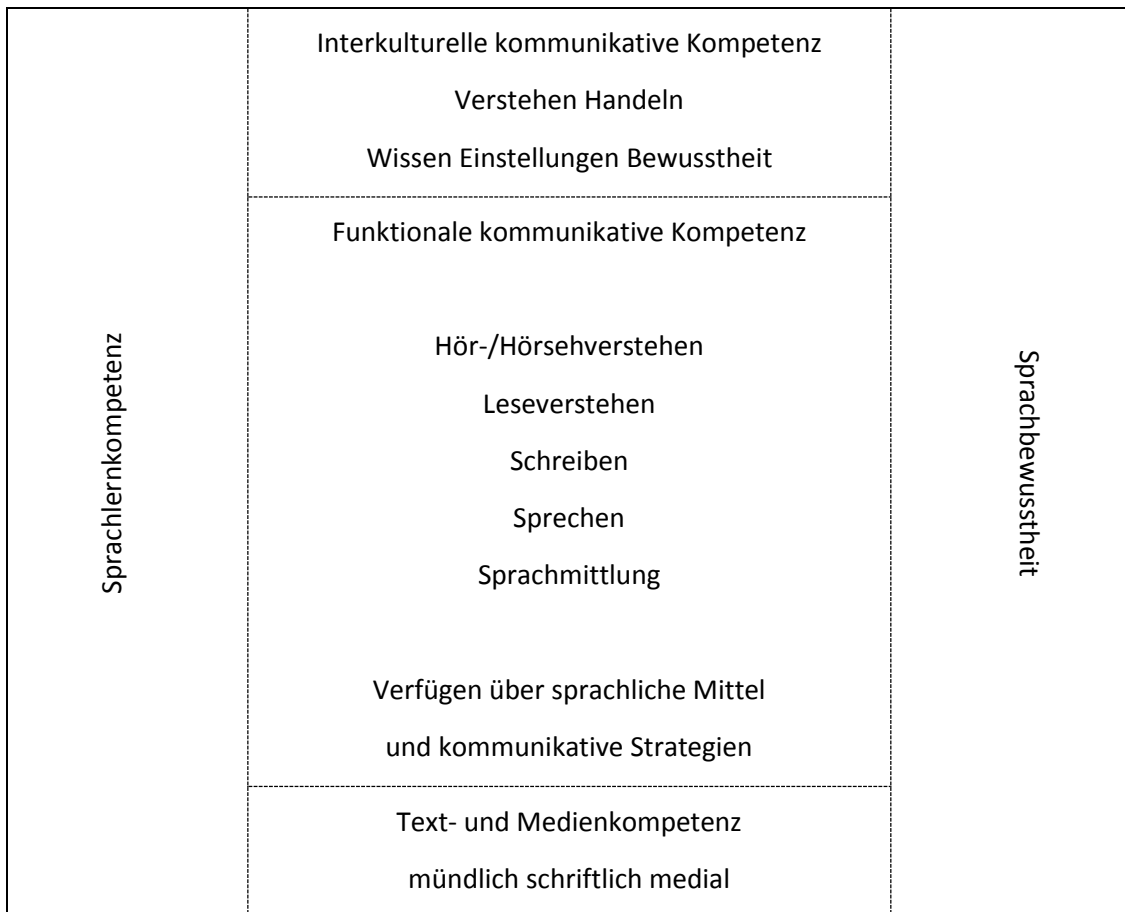 Sprachlernkompetenz
Interkulturelle kommunikative Kompetenz
Verstehen Handeln
Wissen Einstellungen Bewusstheit
Funktionale kommunikative Kompetenz
Hör-/Hörsehverstehen
Leseverstehen
Schreiben
Sprechen
Sprachmittlung
Verfügen über sprachliche Mittel
und kommunikative Strategien
Text- und Medienkompetenz
mündlich schriftlich medial
Sprachbewusstheit